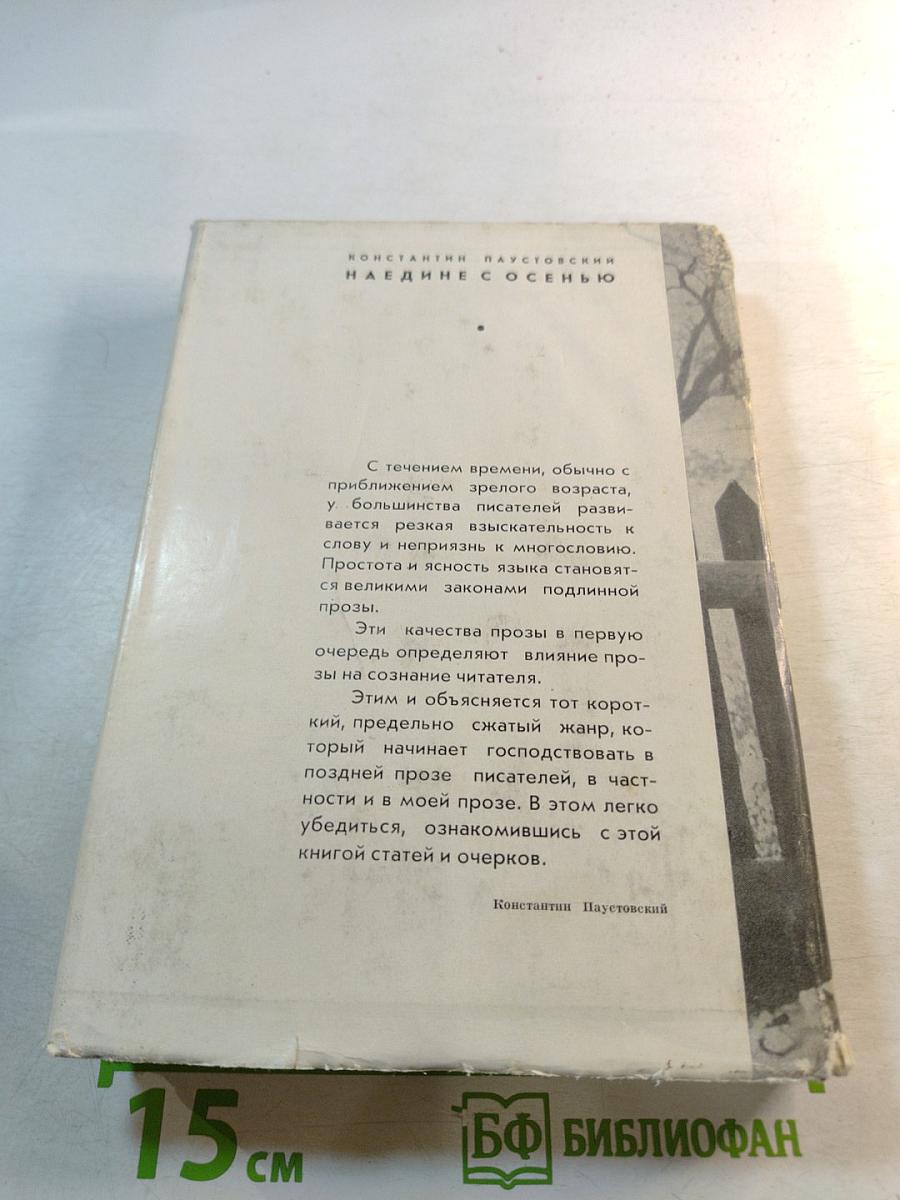 КОНСТАНТИН ПАУСТОВСКИЙ
НАЕДИНЕ С ОСЕНЬЮ
С течением времени, обычно с
приближением зрелого возраста,
у большинства писателей разви-
вается резкая взыскательность к
слову и неприязнь к многословию.
Простота и ясность языка становят-
ся великими законами подлинной
прозы.
Эти качества прозы в первую
очередь определяют влияние про-
зы на сознание читателя.
Этим и объясняется тот корот-
кий, предельно сжатый жанр, ко-
торый начинает господствовать в
поздней прозе писателей, в част-
ности и в моей прозе. В этом легко
убедиться, ознакомившись с этой
книгой статей и очерков.
Константин Паустовский
15 см
БФ БИБЛИОФАН